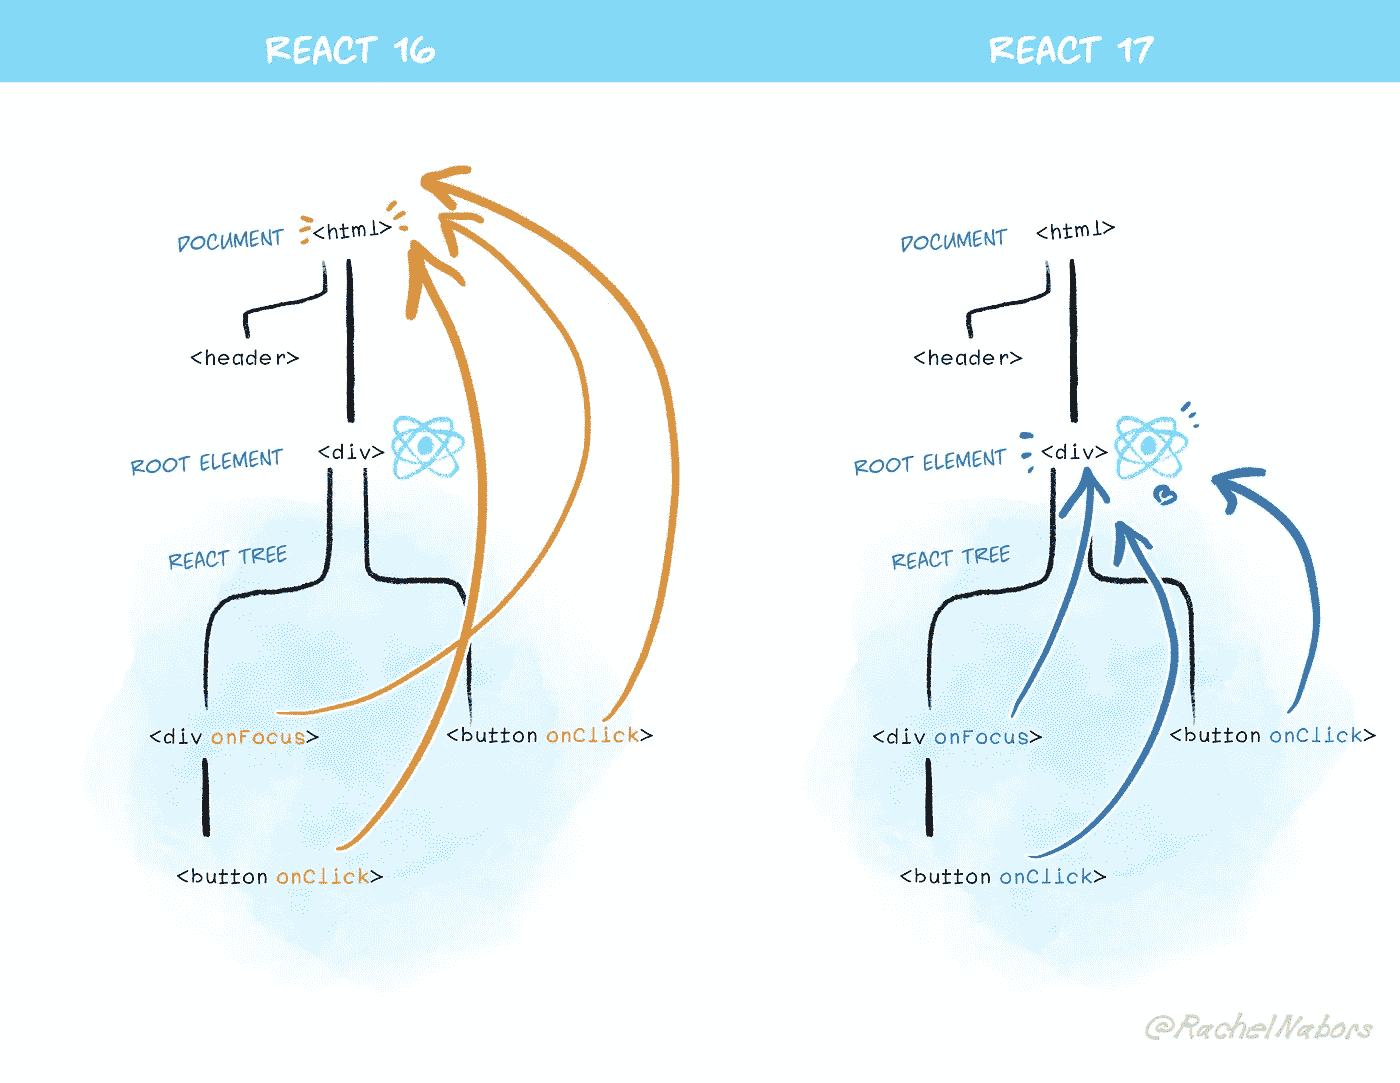 REACT 16
DOCUMENT <html>
<header>
ROOT ELEMENT <div>
REACT TREE
<div onFocus>
<button onClick>
<button onClick>
REACT 17
DOCUMENT <html>
<header>
ROOT ELEMENT <div>
REACT TREE
<div onFocus>
<button onClick>
<button onClick>
@RachelNabors